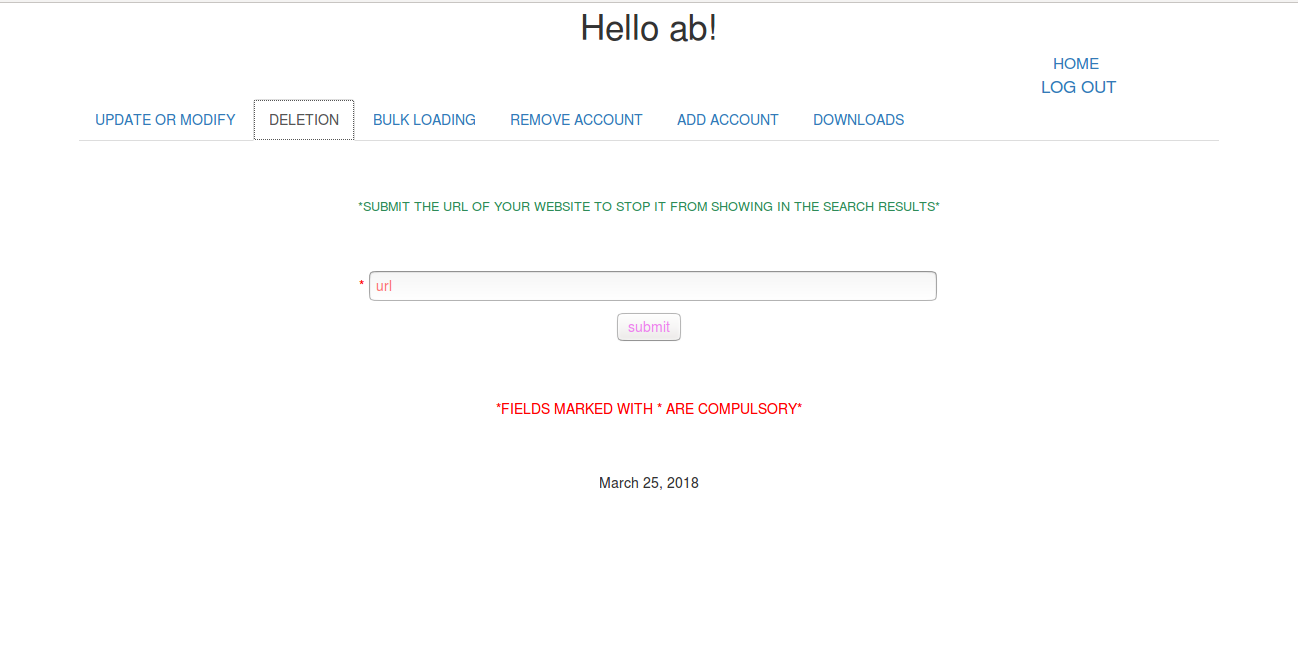 Hello ab!
HOME
LOG OUT
UPDATE OR MODIFY DELETION BULK LOADING REMOVE ACCOUNT ADD ACCOUNT DOWNLOADS
*SUBMIT THE URL OF YOUR WEBSITE TO STOP IT FROM SHOWING IN THE SEARCH RESULTS*
* url
submit
*FIELDS MARKED WITH * ARE COMPULSORY*
March 25, 2018